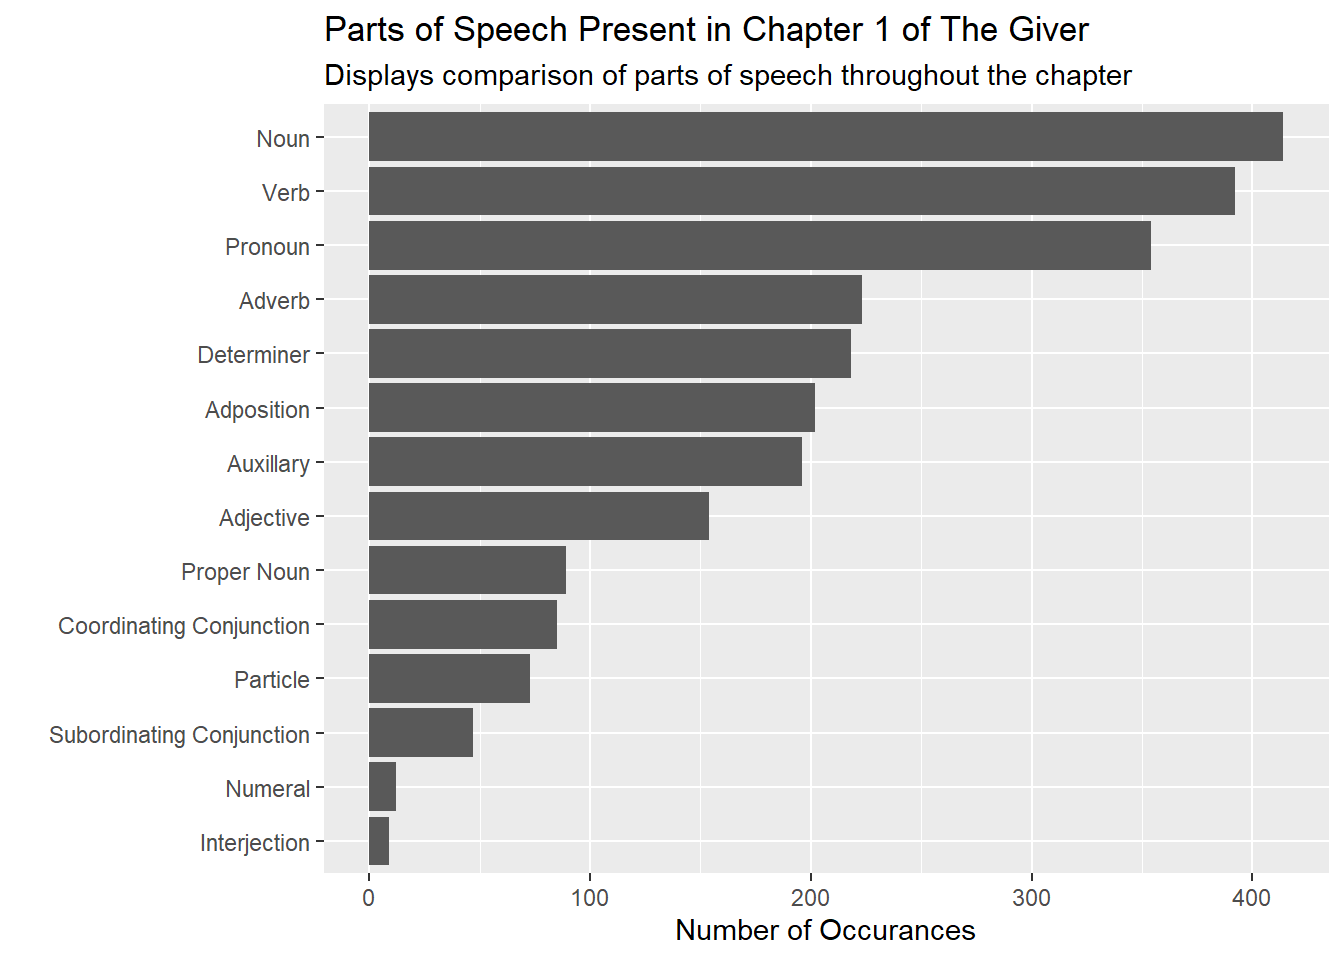 Parts of Speech Present in Chapter 1 of The Giver
Displays comparison of parts of speech throughout the chapter
Noun
Verb
Pronoun
Adverb
Determiner
Adposition
Auxillary
Adjective
Proper Noun
Coordinating Conjunction
Particle
Subordinating Conjunction
Numeral
Interjection
0 100 200 300 400
Number of Occurances